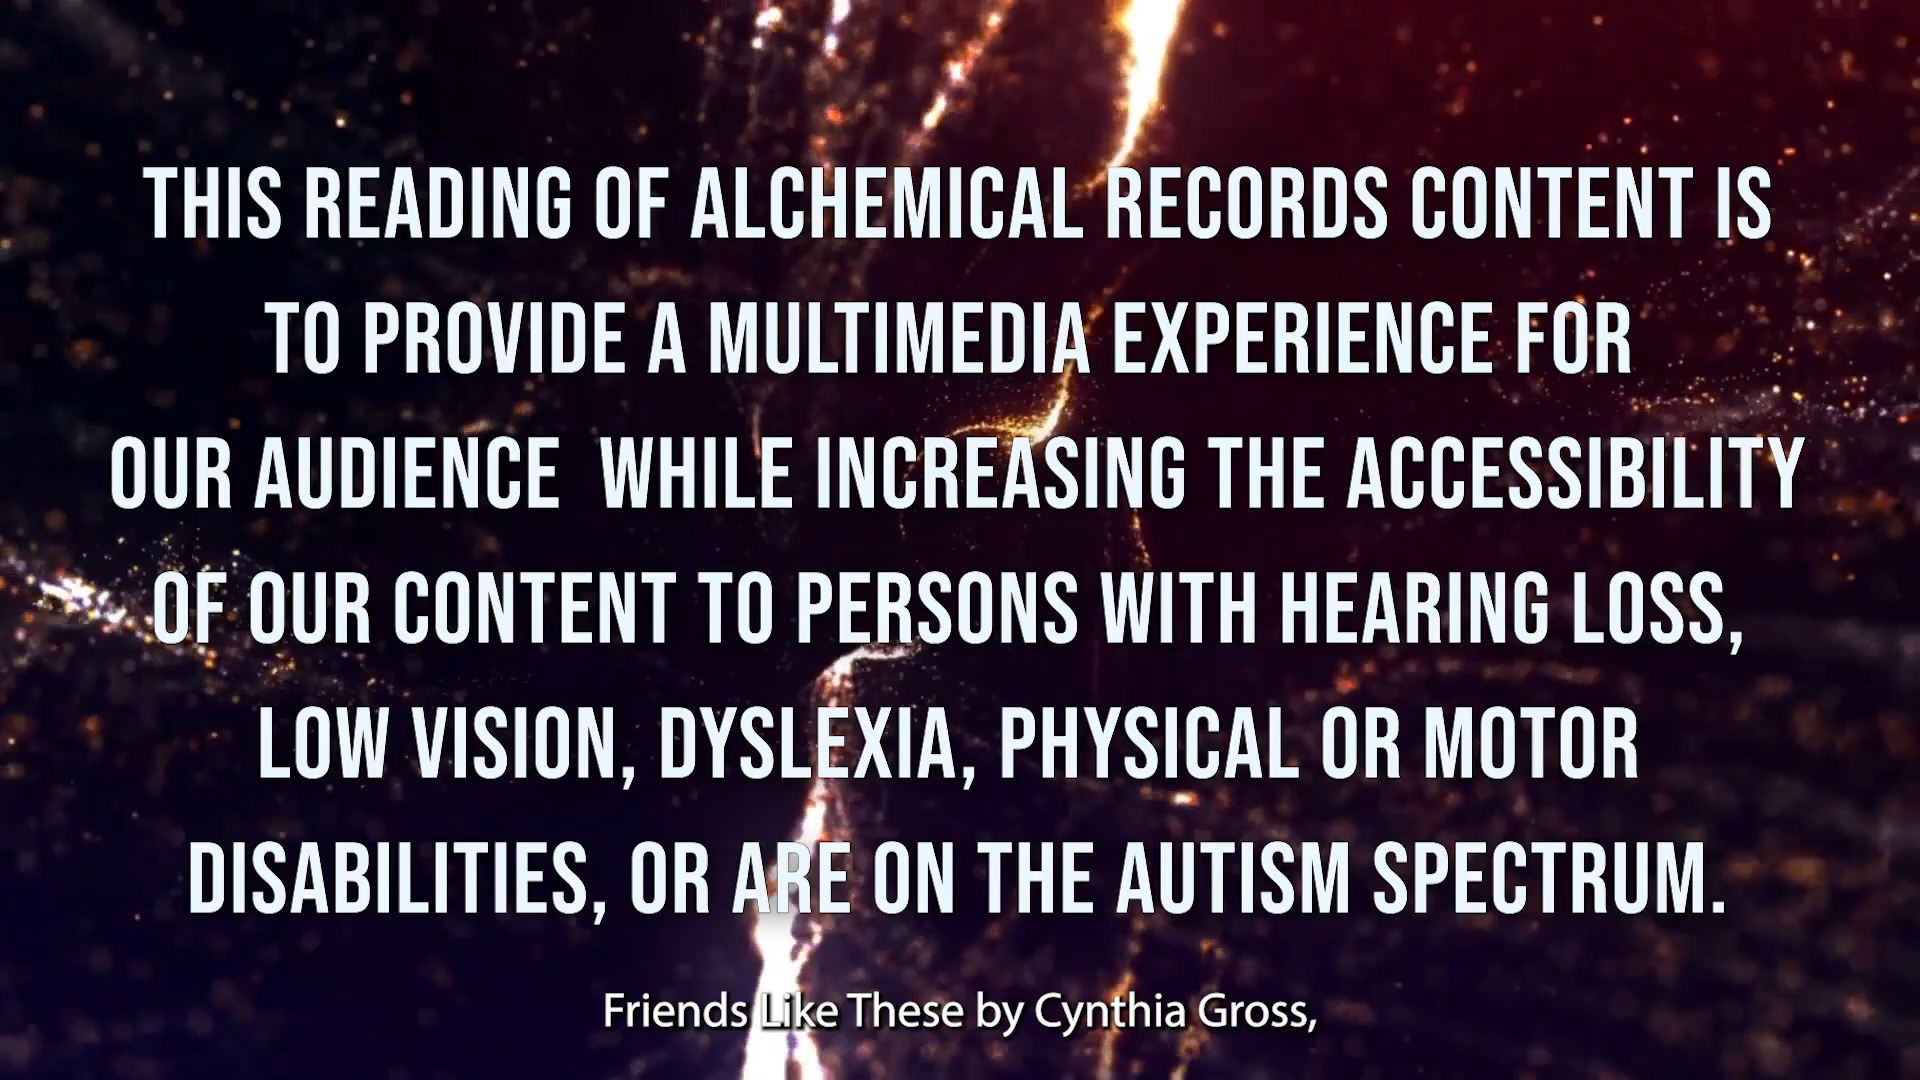 THIS READING OF ALCHEMICAL RECORDS CONTENT IS
TO PROVIDE A MULTIMEDIA EXPERIENCE FOR
OUR AUDIENCE  WHILE INCREASING THE ACCESSIBILITY
OF OUR CONTENT TO PERSONS WITH HEARING LOSS,
LOW VISION, DYSLEXIA, PHYSICAL OR MOTOR
DISABILITIES, OR ARE ON THE AUTISM SPECTRUM.
Friends Like These by Cynthia Gross,